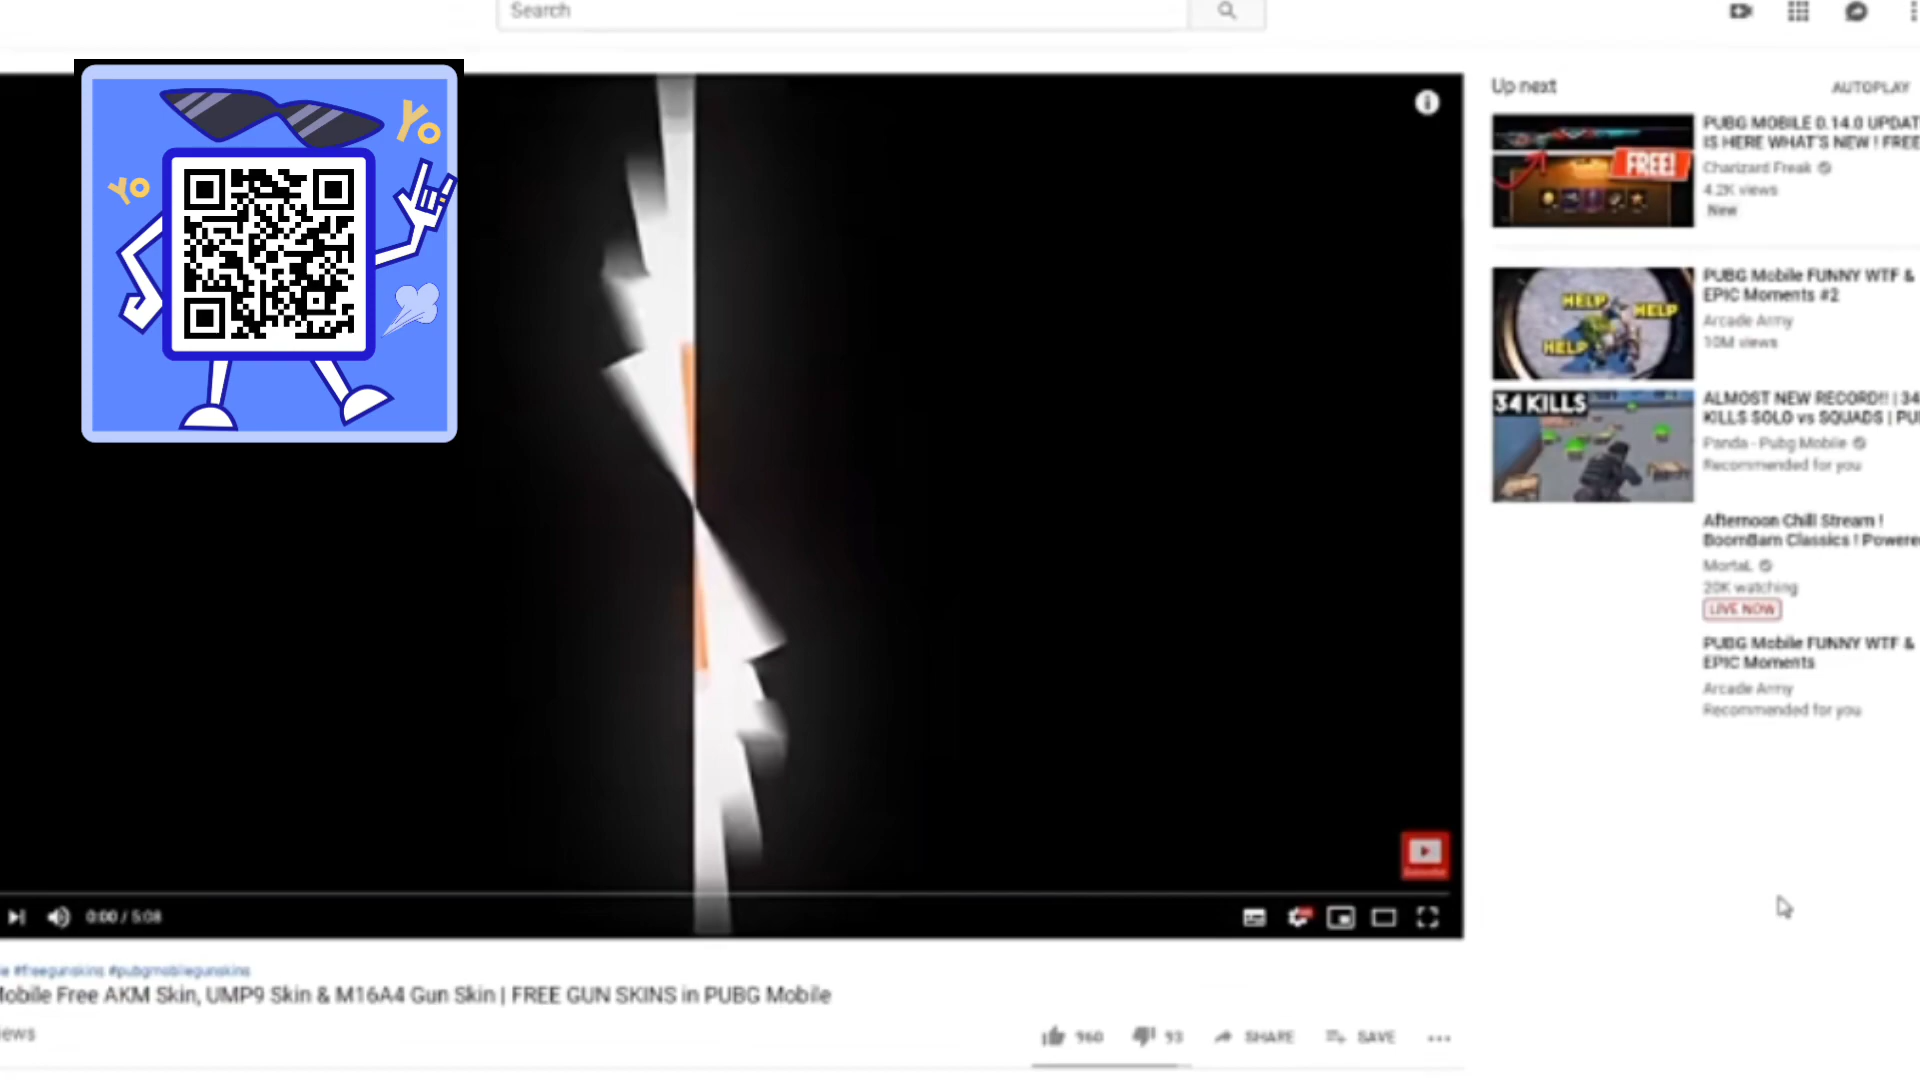 Search
Yo
Yo
0:00 / 5:08
#freegunskins #pubgmobilegunskins
Mobile Free AKM Skin, UMP9 Skin & M16A4 Gun Skin | FREE GUN SKINS in PUBG Mobile
960
93
SHARE
SAVE
Up next
AUTOPLAY
FREE!
PUBG MOBILE 0.14.0 UPDAT
IS HERE WHAT'S NEW ! FREE
Charizard Freak
4.2K views
New
HELP
HELP
HELP
PUBG Mobile FUNNY WTF &
EPIC Moments #2
Arcade Army
10M views
34 KILLS
ALMOST NEW RECORD!! | 34
KILLS SOLO vs SQUADS | PU
Panda - Pubg Mobile
Recommended for you
Afternoon Chill Stream !
BoomBam Classics ! Powere
MortaL
20K watching
LIVE NOW
PUBG Mobile FUNNY WTF &
EPIC Moments
Arcade Army
Recommended for you